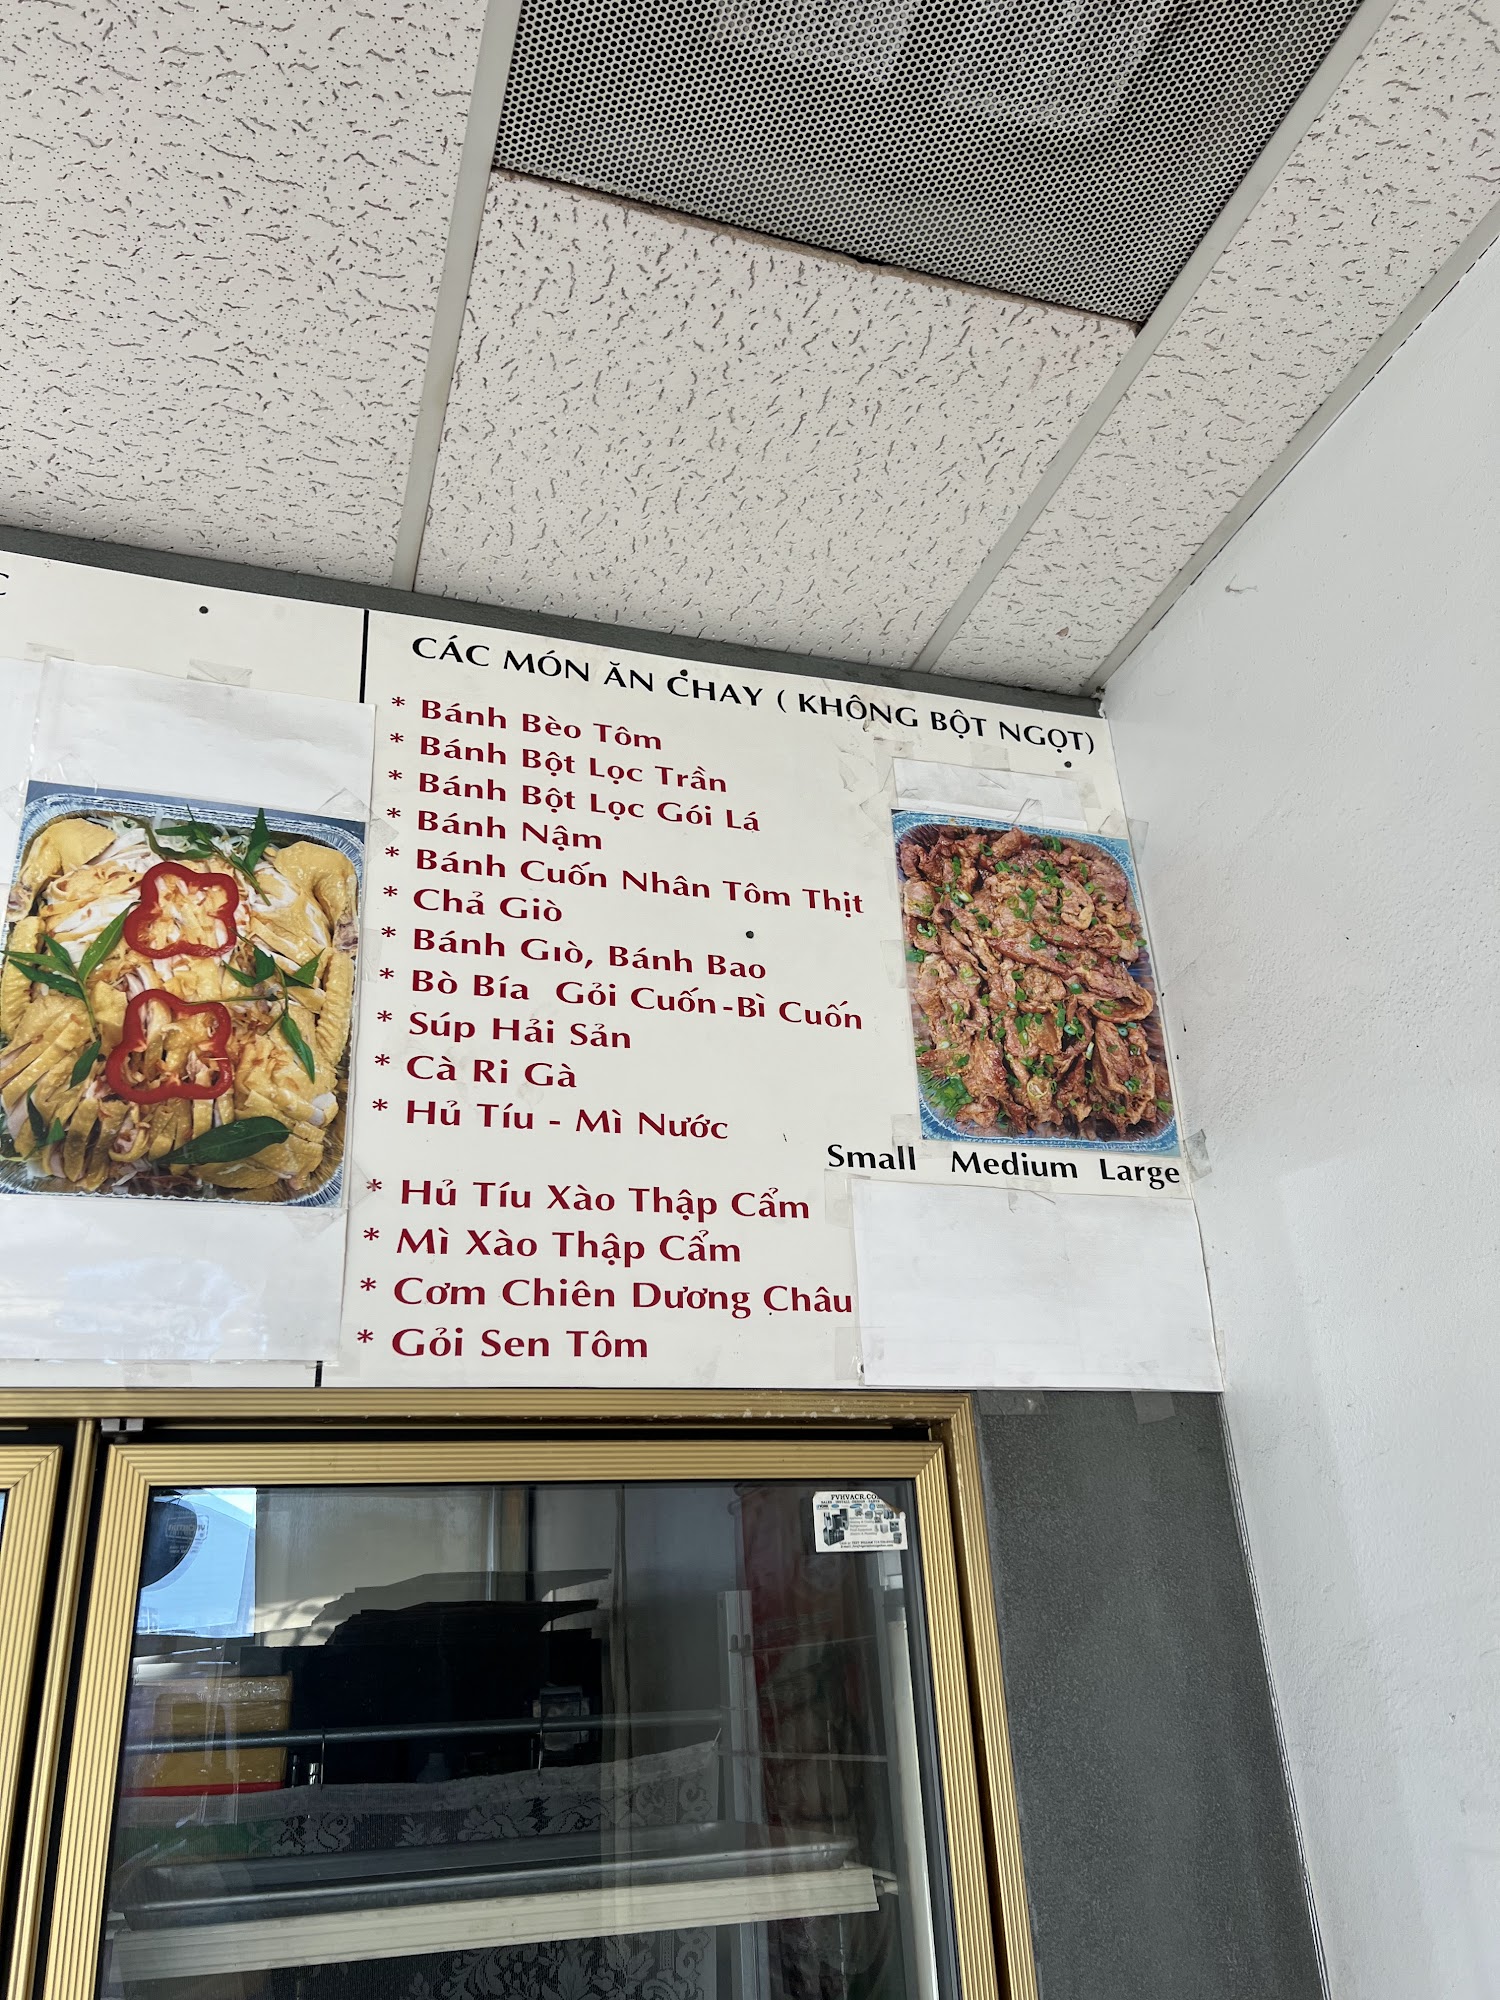 CÁC MÓN ĂN CHAY ( KHÔNG BỘT NGỌT)
* Bánh Bèo Tôm
* Bánh Bột Lọc Trần
* Bánh Bột Lọc Gói Lá
* Bánh Nậm
* Bánh Cuốn Nhân Tôm Thịt
* Chả Giò
* Bánh Gıò, Bánh Bao
* Bò Bía Gỏi Cuốn-Bì Cuốn
* Súp Hải Sản
* Cà Ri Gà
* Hủ Tíu - Mì Nước
* Hủ Tíu Xào Thập Cẩm
* Mì Xào Thập Cẩm
* Cơm Chiên Dương Châu
* Gỏi Sen Tôm
Small Medium Large